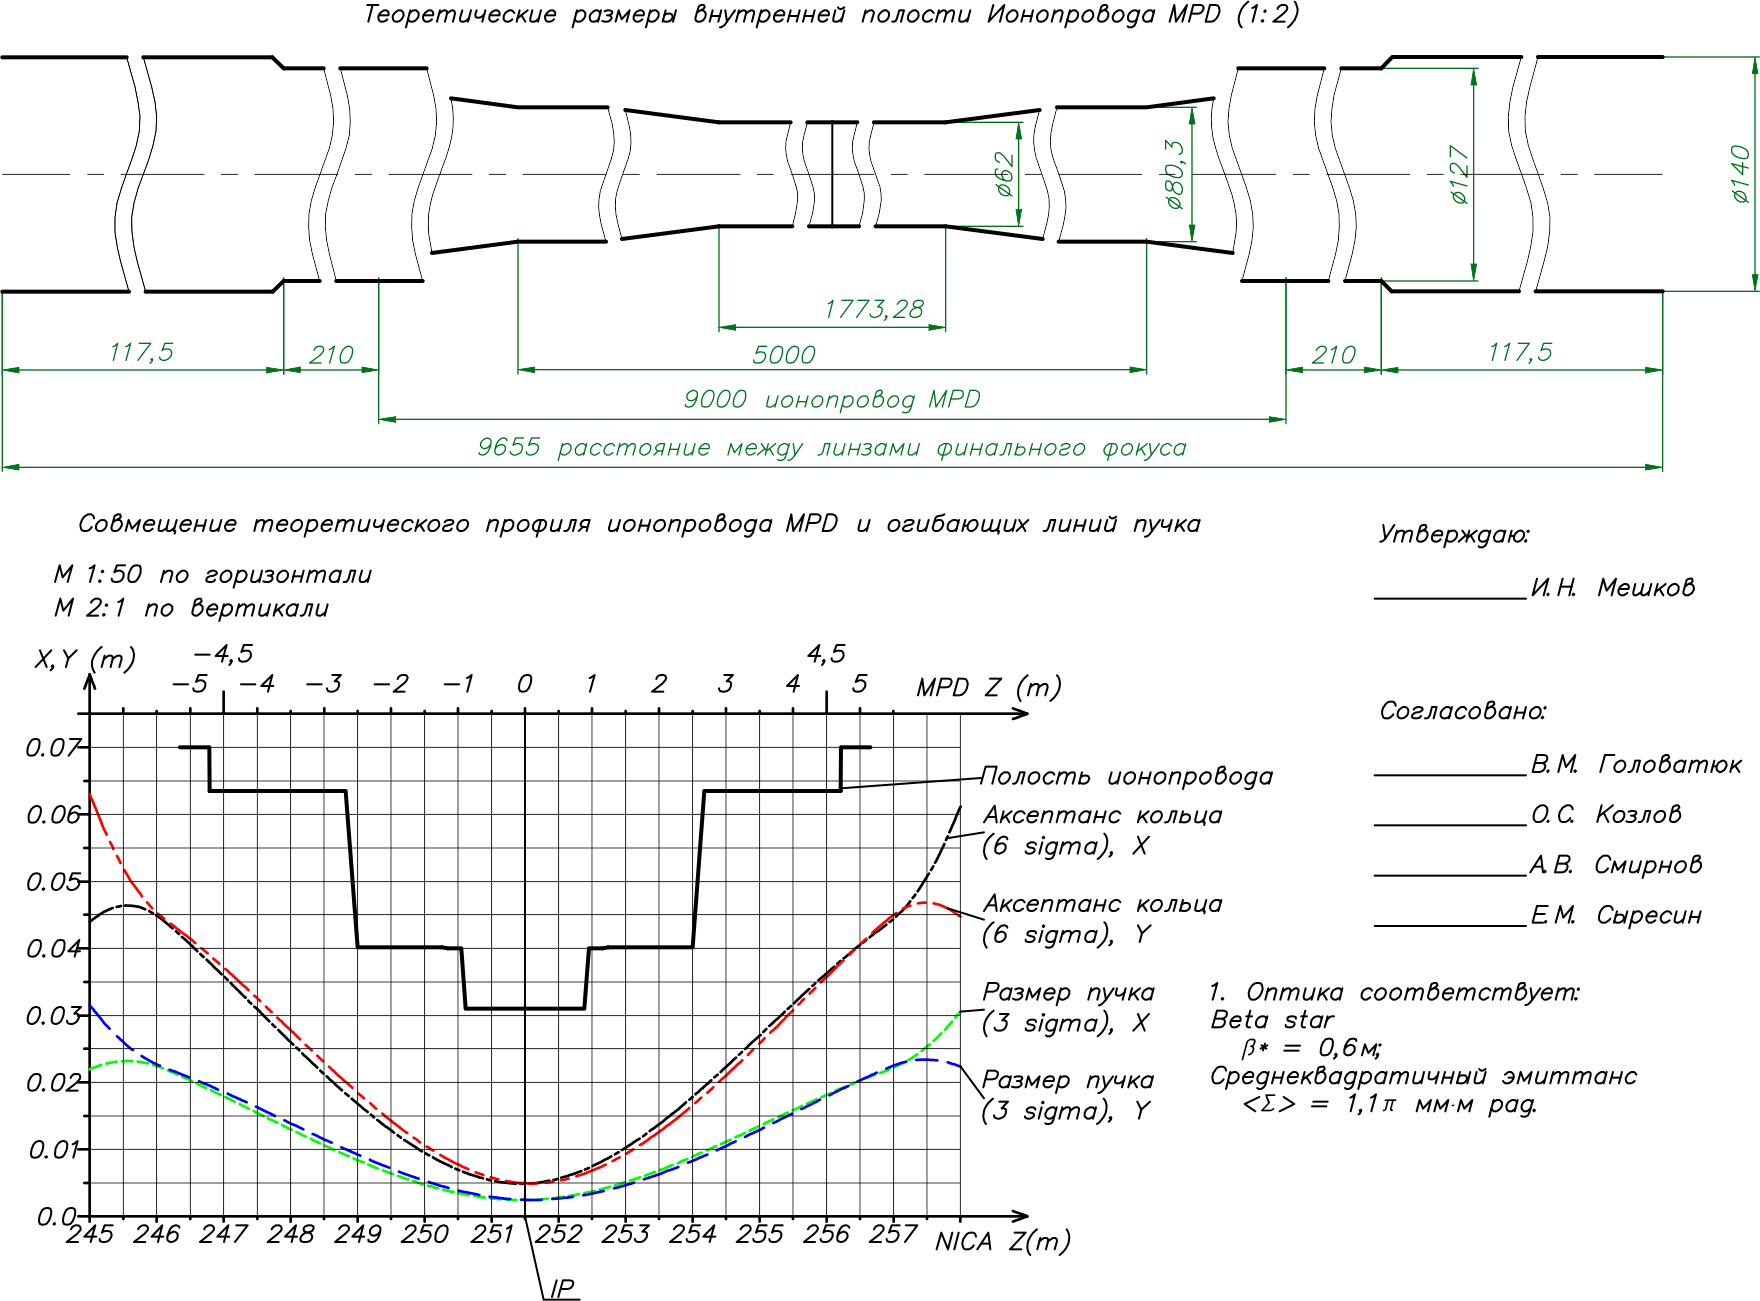 Теоретические размеры внутренней полости Ионопровода MPD (1:2)
ø62
ø80,3
ø127
ø140
1773,28
117,5
210
5000
210
117,5
9000 ионопровод MPD
9655 расстояние между линзами финального фокуса
Совмещение теоретического профиля ионопровода MPD и огибающих линий пучка
М 1:50 по горизонтали
М 2:1 по вертикали
Утверждаю:
И.Н. Мешков
X,Y (m)
−4,5
4,5
−5 −4 −3 −2 −1 0 1 2 3 4 5
MPD Z (m)
Согласовано:
В.М. Головатюк
О.С. Козлов
А.В. Смирнов
Е.М. Сыресин
0.07
0.06
0.05
0.04
0.03
0.02
0.01
0.0
Полость ионопровода
Аксептанс кольца
(6 sigma), X
Аксептанс кольца
(6 sigma), Y
Размер пучка
(3 sigma), X
Размер пучка
(3 sigma), Y
1. Оптика соответствует:
Beta star
β* = 0,6м;
Среднеквадратичный эмиттанс
<Σ> = 1,1π мм·м рад.
245 246 247 248 249 250 251 252 253 254 255 256 257
NICA Z(m)
IP